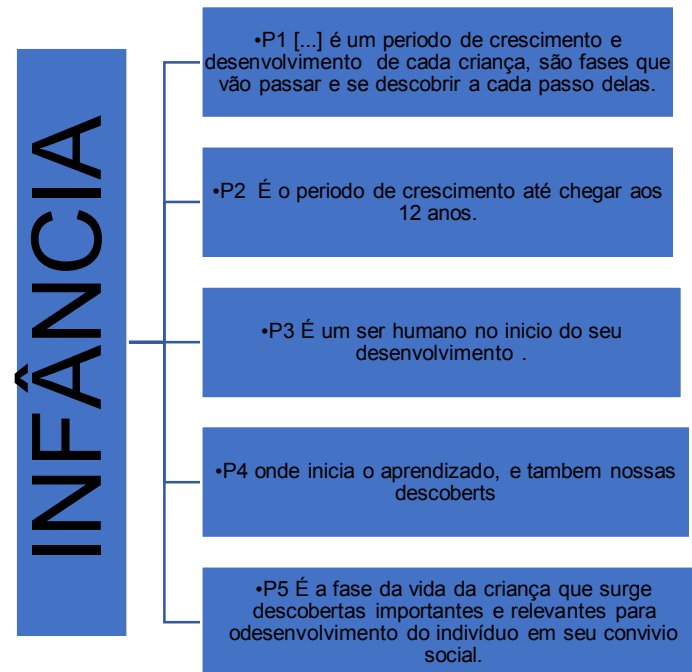 INFÂNCIA
•P1 [...] é um periodo de crescimento e
desenvolvimento de cada criança, são fases que
vão passar e se descobrir a cada passo delas.
•P2 É o periodo de crescimento até chegar aos
12 anos.
•P3 É um ser humano no inicio do seu
desenvolvimento .
•P4 onde inicia o aprendizado, e tambem nossas
descoberts
•P5 É a fase da vida da criança que surge
descobertas importantes e relevantes para
odesenvolvimento do indivíduo em seu convivio
social.